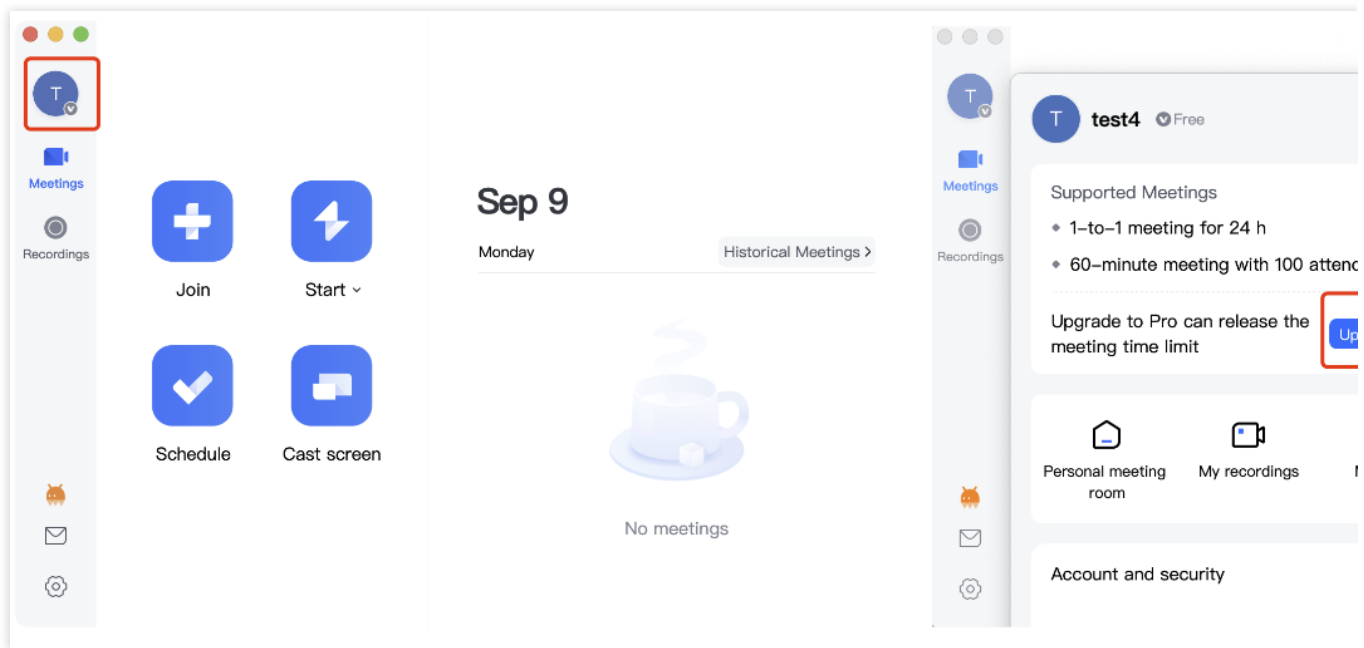 T
Meetings
Recordings
Join
Start
Schedule
Cast screen
Sep 9
Monday
Historical Meetings >
No meetings
T
Meetings
Recordings
T
test4
Free
Supported Meetings
1-to-1 meeting for 24 h
60-minute meeting with 100
Upgrade to Pro can release the
meeting time limit
Personal meeting
room
My recordings
Account and security